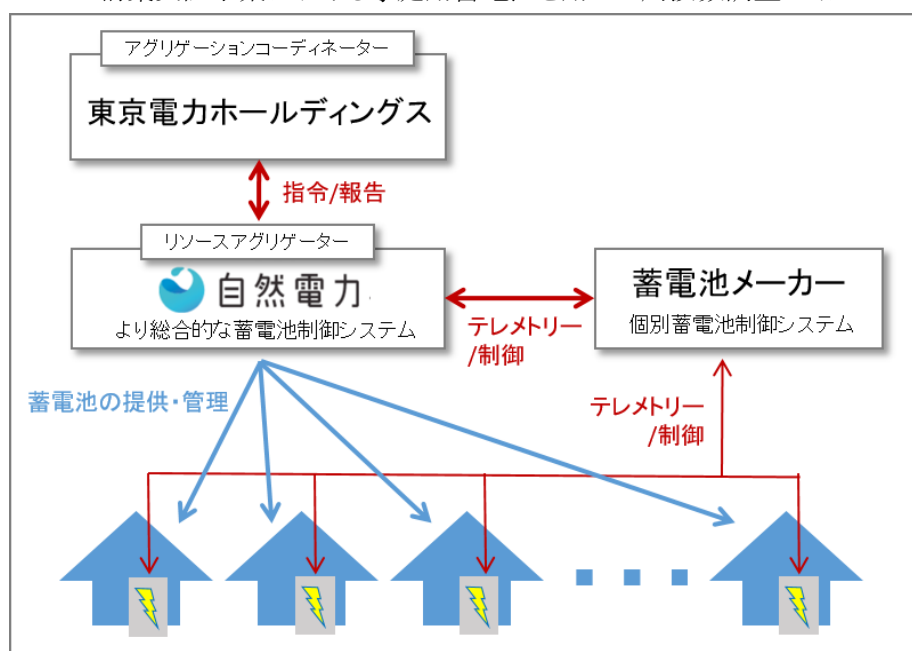 アグリゲーションコーディネーター
東京電力ホールディングス
指令/報告
リソースアグリゲーター
自然電力
より総合的な蓄電池制御システム
蓄電池メーカー
個別蓄電池制御システム
テレメトリー
/制御
蓄電池の提供・管理
テレメトリー
/制御